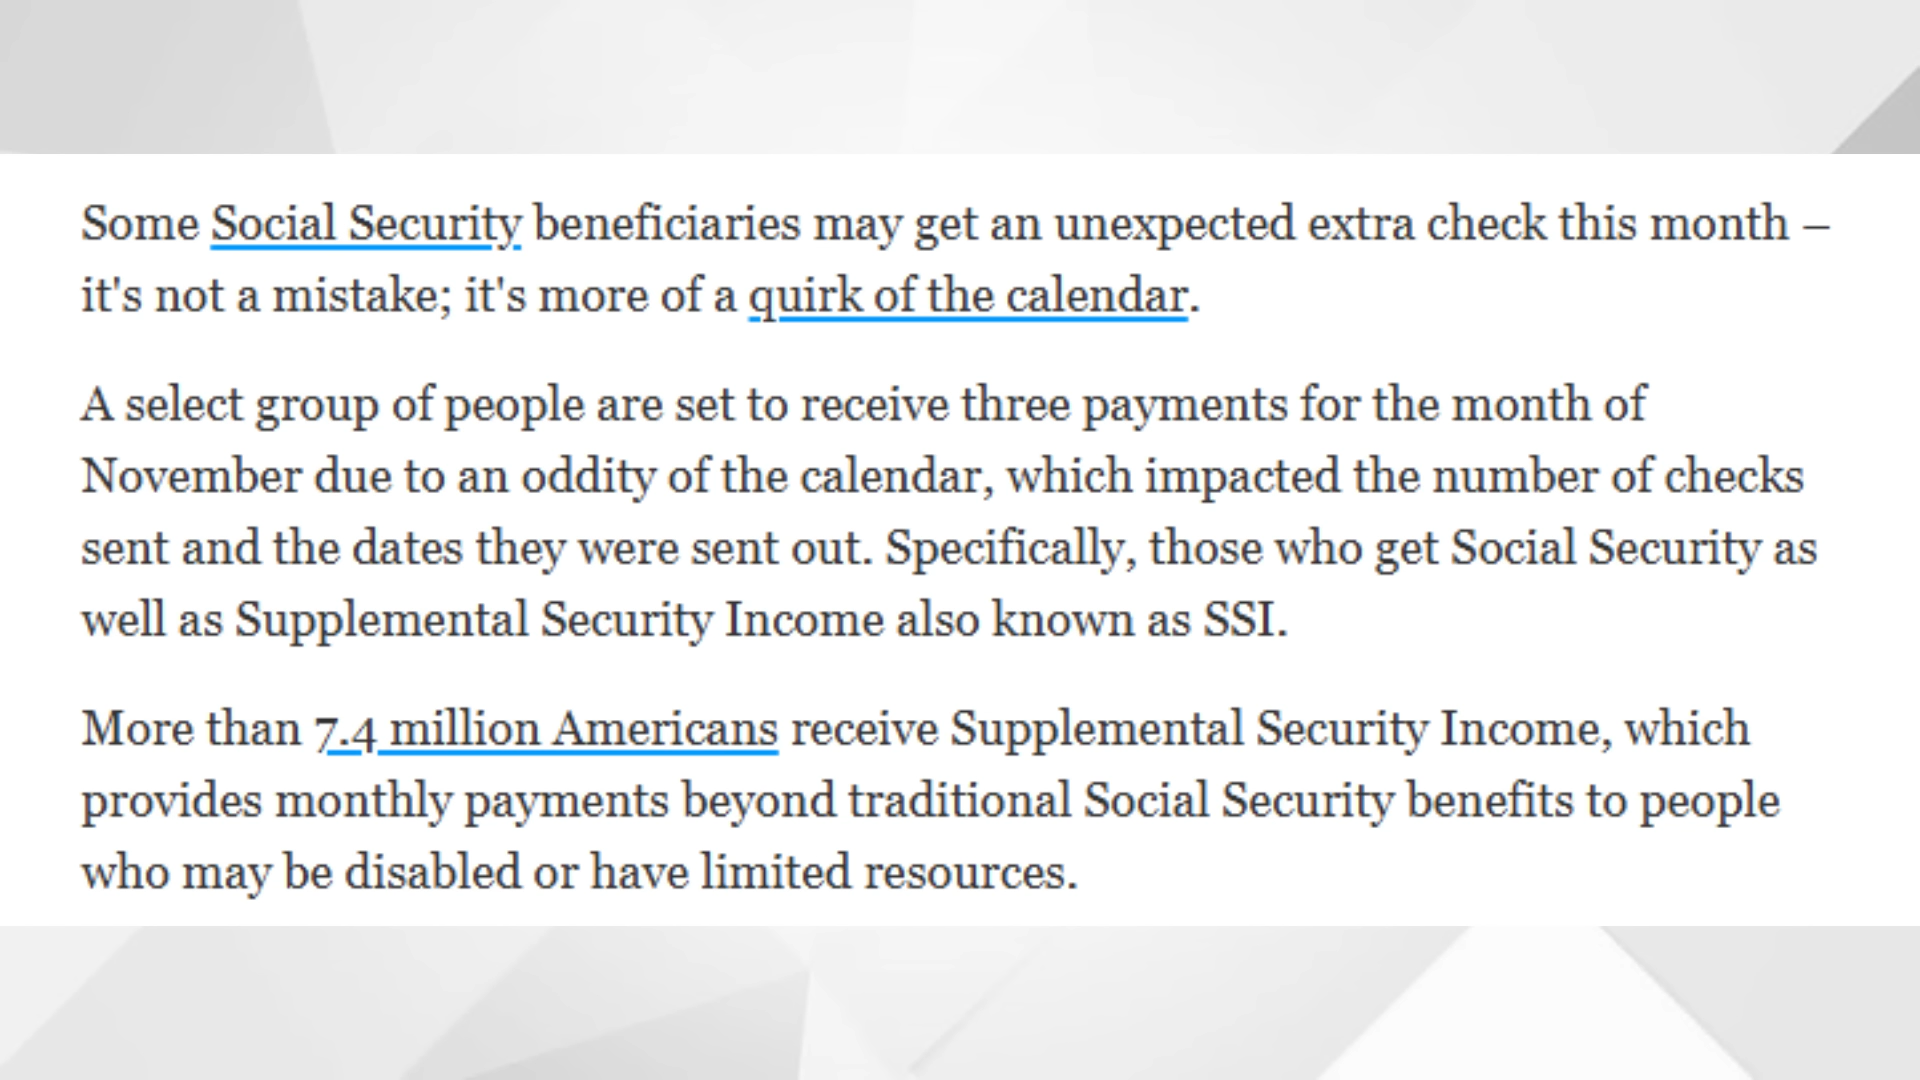 Some Social Security beneficiaries may get an unexpected extra check this month –
it's not a mistake; it's more of a quirk of the calendar.
A select group of people are set to receive three payments for the month of
November due to an oddity of the calendar, which impacted the number of checks
sent and the dates they were sent out. Specifically, those who get Social Security as
well as Supplemental Security Income also known as SSI.
More than 7.4 million Americans receive Supplemental Security Income, which
provides monthly payments beyond traditional Social Security benefits to people
who may be disabled or have limited resources.